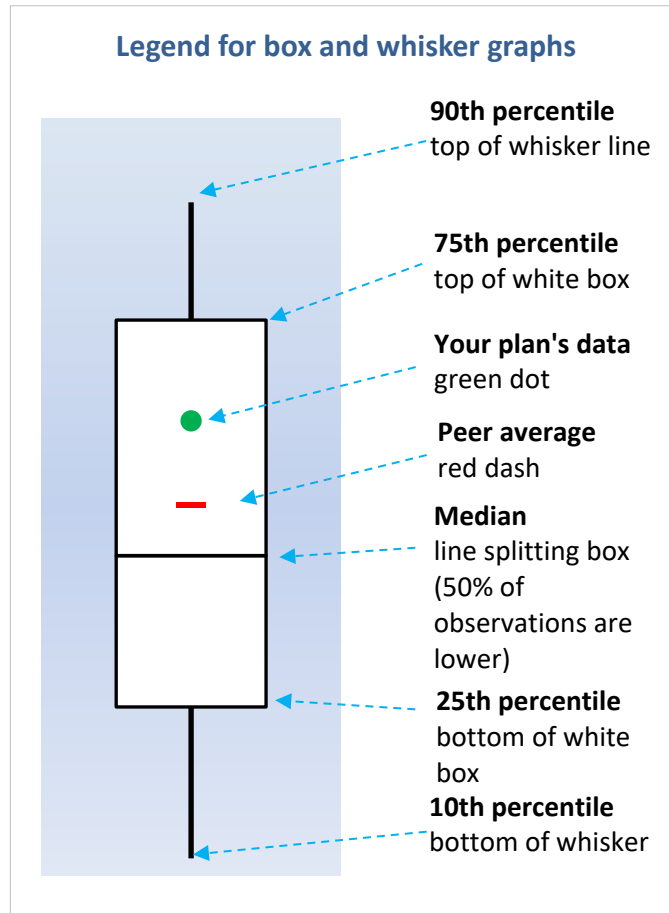 Legend for box and whisker graphs
90th percentile
top of whisker line
75th percentile
top of white box
Your plan's data
green dot
Peer average
red dash
Median
line splitting box
(50% of
observations are
lower)
25th percentile
bottom of white
box
10th percentile
bottom of whisker